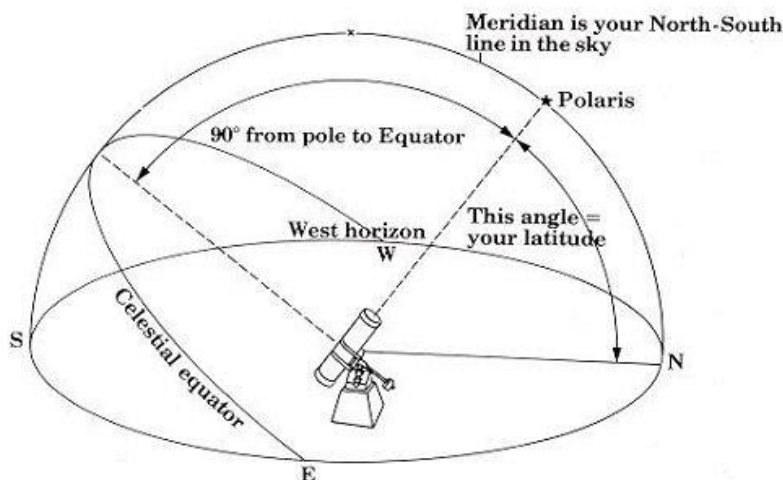 Meridian is your North-South
line in the sky
Polaris
90° from pole to Equator
This angle =
your latitude
West horizon
W
S
N
Celestial equator
E